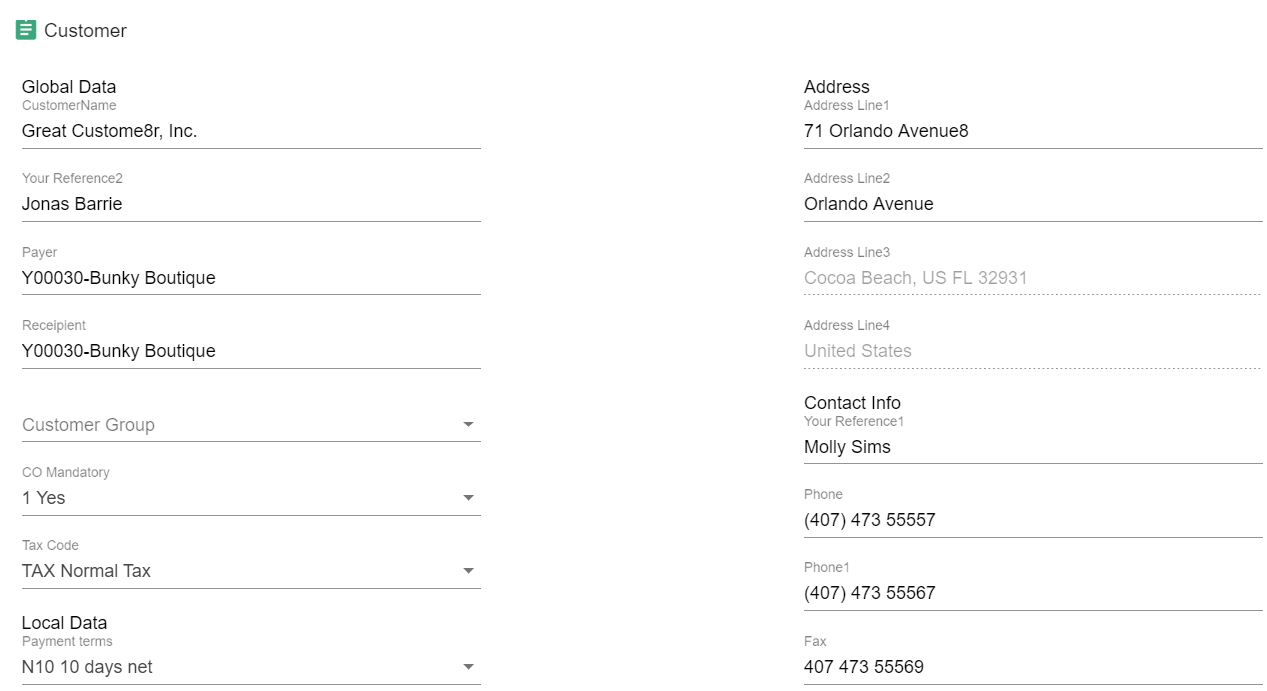 Customer
Global Data
CustomerName
Great Custome8r, Inc.
Your Reference2
Jonas Barrie
Payer
Y00030-Bunky Boutique
Receipient
Y00030-Bunky Boutique
Customer Group
CO Mandatory
1 Yes
Tax Code
TAX Normal Tax
Local Data
Payment terms
N10 10 days net
Address
Address Line1
71 Orlando Avenue8
Address Line2
Orlando Avenue
Address Line3
Cocoa Beach, US FL 32931
Address Line4
United States
Contact Info
Your Reference1
Molly Sims
Phone
(407) 473 55557
Phone1
(407) 473 55567
Fax
407 473 55569